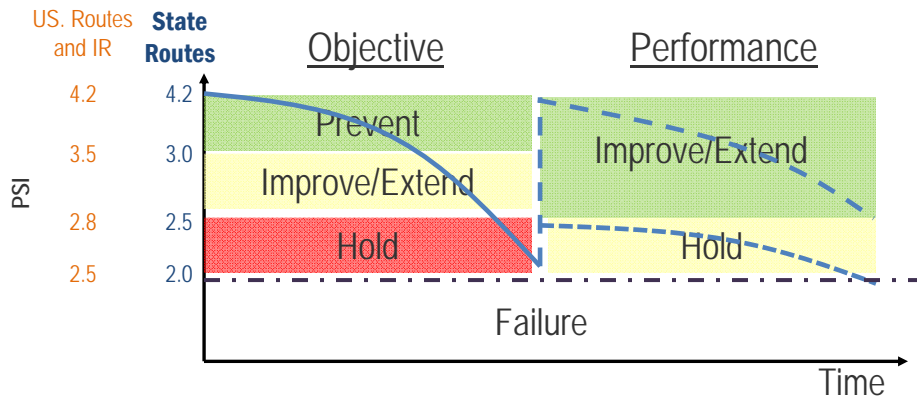 US. Routes
and IR
State
Routes
Objective
Performance
4.2
4.2
Prevent
3.5
3.0
Improve/Extend
Improve/Extend
PSI
2.8
2.5
Hold
Hold
2.5
2.0
Failure
Time